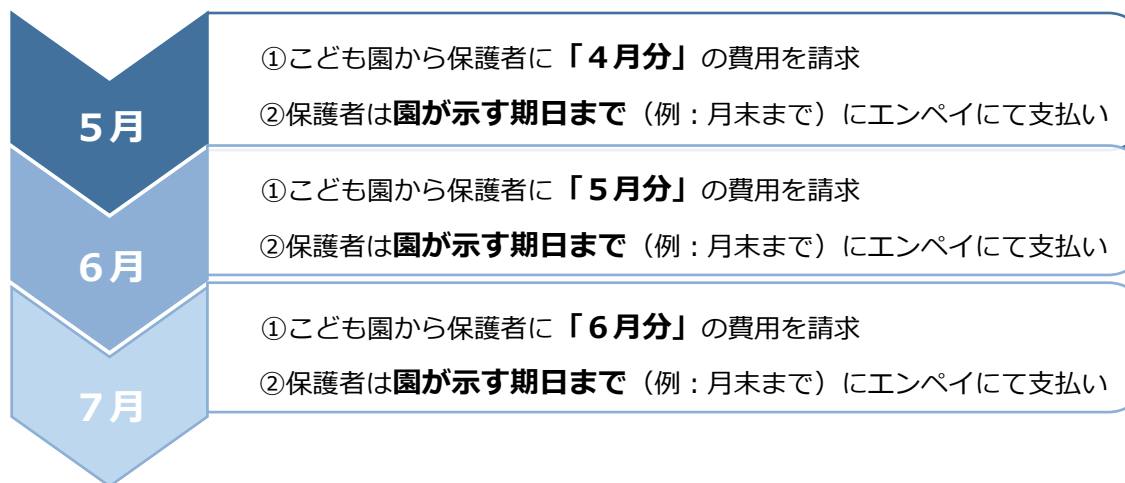 5月
①こども園から保護者に「４月分」の費用を請求
②保護者は園が示す期日まで（例：月末まで）にエンペイにて支払い
6月
①こども園から保護者に「５月分」の費用を請求
②保護者は園が示す期日まで（例：月末まで）にエンペイにて支払い
7月
①こども園から保護者に「６月分」の費用を請求
②保護者は園が示す期日まで（例：月末まで）にエンペイにて支払い